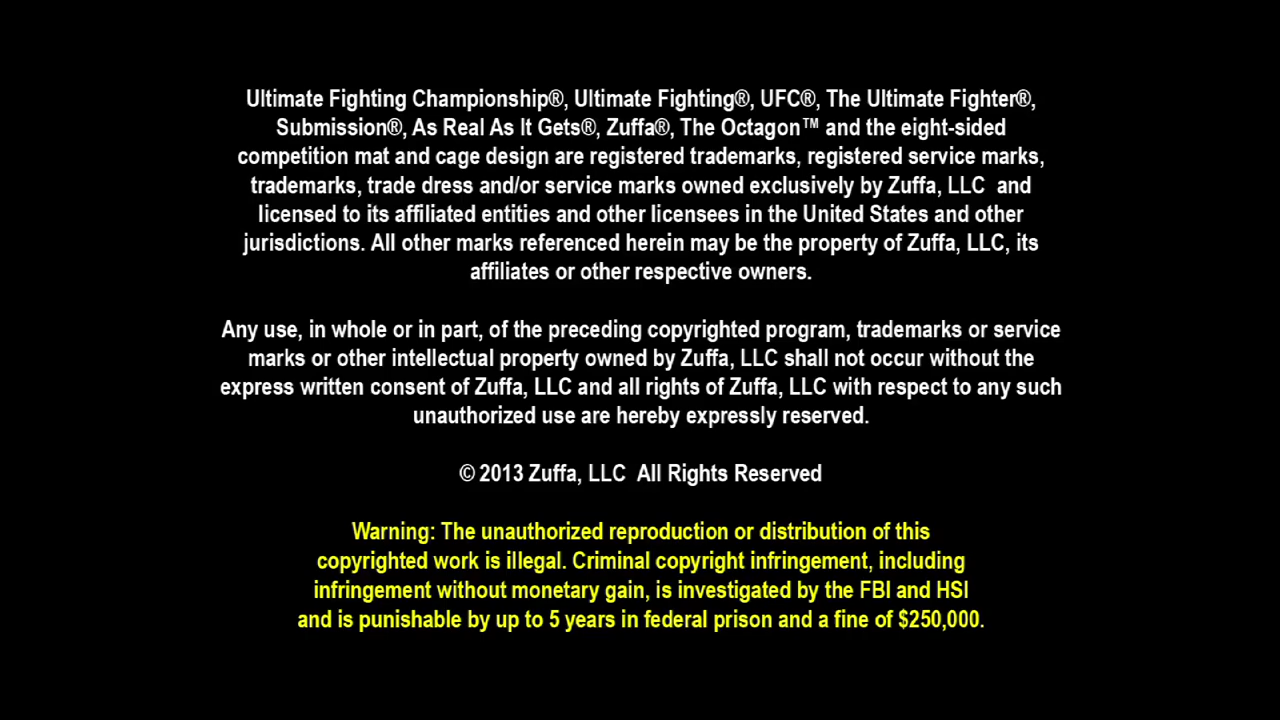 Ultimate Fighting Championship®, Ultimate Fighting®, UFC®, The Ultimate Fighter®,
Submission®, As Real As It Gets®, Zuffa®, The Octagon™ and the eight-sided
competition mat and cage design are registered trademarks, registered service marks,
trademarks, trade dress and/or service marks owned exclusively by Zuffa, LLC  and
licensed to its affiliated entities and other licensees in the United States and other
jurisdictions. All other marks referenced herein may be the property of Zuffa, LLC, its
affiliates or other respective owners.
Any use, in whole or in part, of the preceding copyrighted program, trademarks or service
marks or other intellectual property owned by Zuffa, LLC shall not occur without the
express written consent of Zuffa, LLC and all rights of Zuffa, LLC with respect to any such
unauthorized use are hereby expressly reserved.
© 2013 Zuffa, LLC  All Rights Reserved
Warning: The unauthorized reproduction or distribution of this
copyrighted work is illegal. Criminal copyright infringement, including
infringement without monetary gain, is investigated by the FBI and HSI
and is punishable by up to 5 years in federal prison and a fine of $250,000.